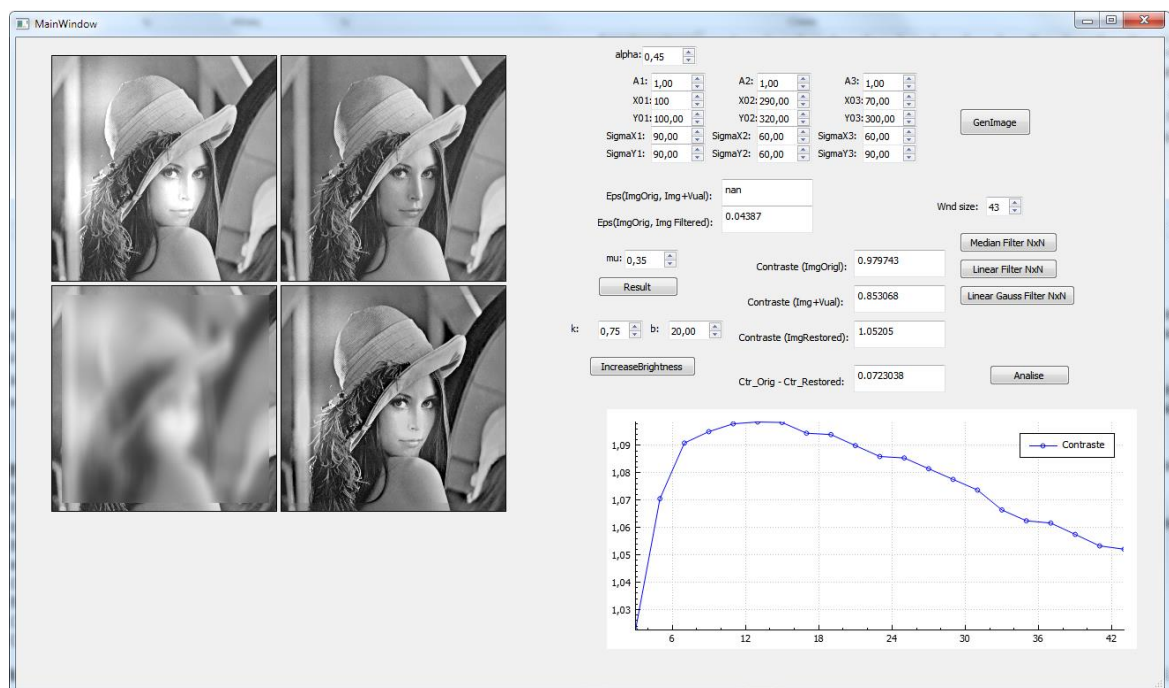 MainWindow
alpha: 0,45
A1: 1,00 A2: 1,00 A3: 1,00
X01: 100 X02: 290,00 X03: 70,00
Y01: 100,00 Y02: 320,00 Y03: 300,00
GenImage
SigmaX1: 90,00 SigmaX2: 60,00 SigmaX3: 60,00
SigmaY1: 90,00 SigmaY2: 60,00 SigmaY3: 90,00
Eps(ImgOrig, Img+Vual): nan
Wnd size: 43
Eps(ImgOrig, Img Filtered): 0.04387
Median Filter NxN
mu: 0,35
Contraste (ImgOrigl): 0.979743
Linear Filter NxN
Result
Contraste (Img+Vual): 0.853068
Linear Gauss Filter NxN
k: 0,75 b: 20,00
Contraste (ImgRestored): 1.05205
IncreaseBrightness
Ctr_Orig - Ctr_Restored: 0.0723038
Analise
Contraste
1,09
1,08
1,07
1,06
1,05
1,04
1,03
6 12 18 24 30 36 42